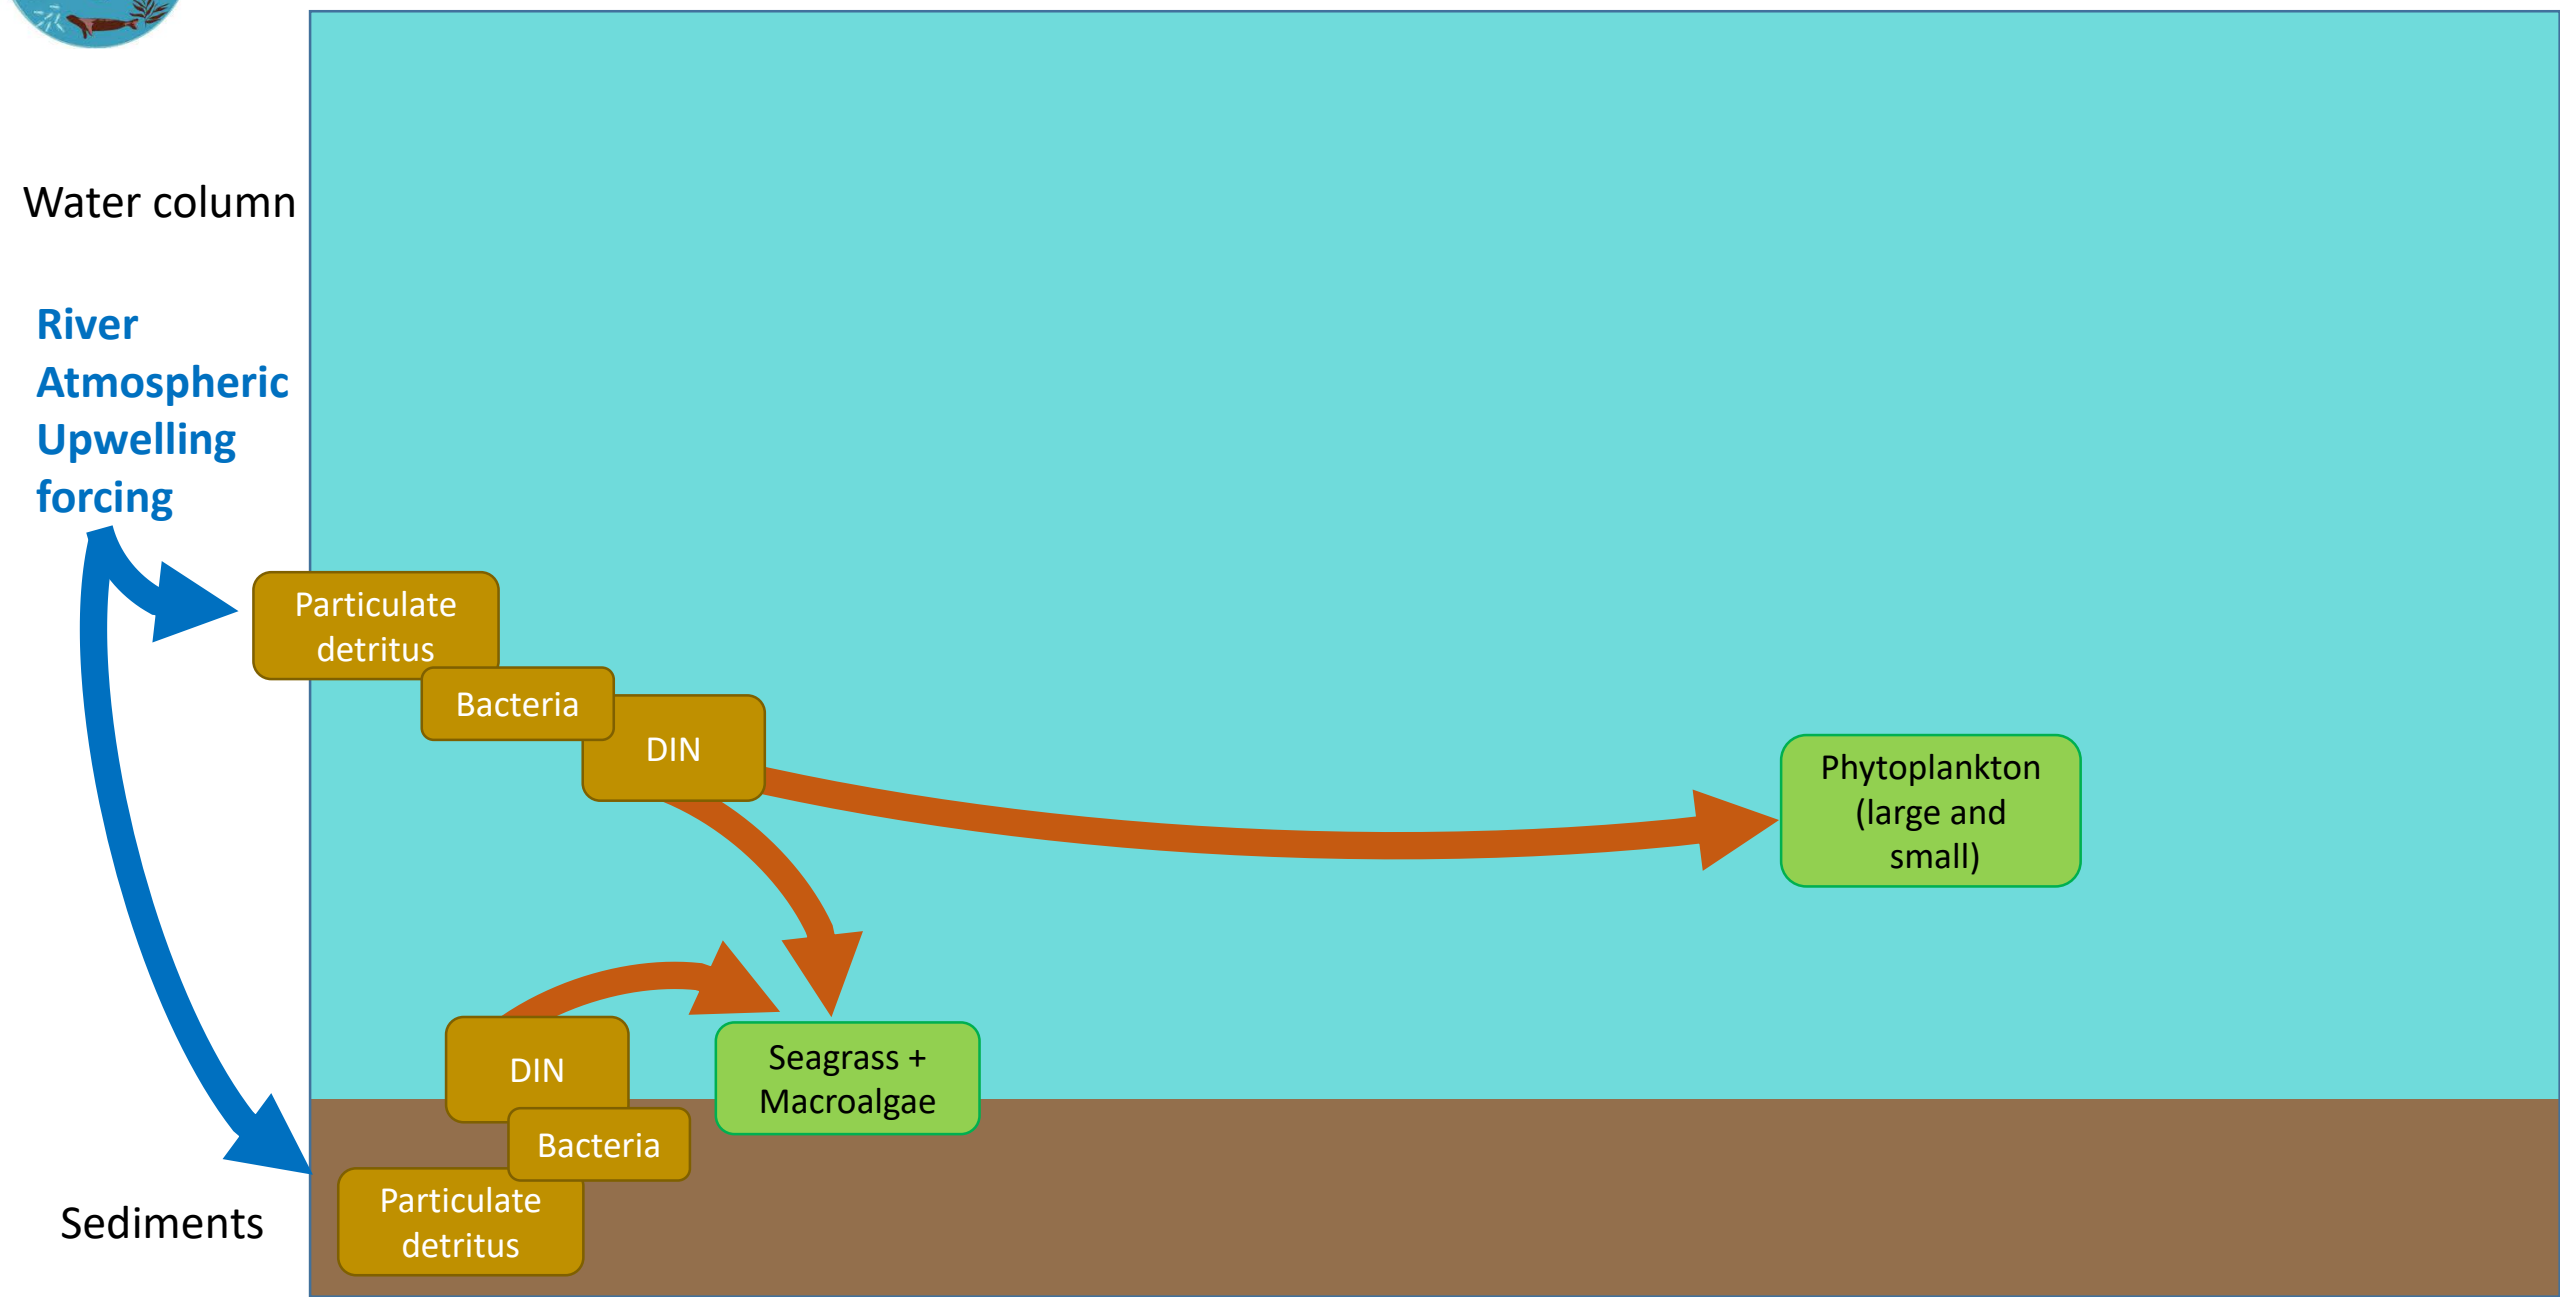 Water column
River
Atmospheric
Upwelling
forcing
Particulate
detritus
Bacteria
DIN
Phytoplankton
(large and
small)
DIN
Seagrass +
Macroalgae
Bacteria
Particulate
detritus
Sediments